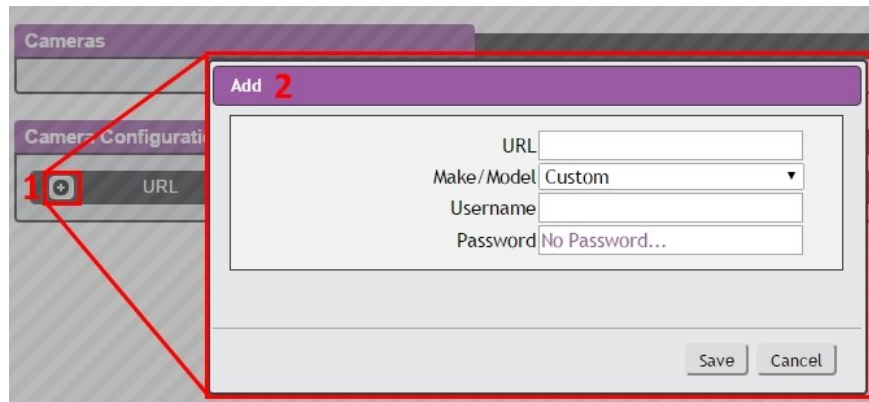 Cameras
Add 2
Camera Configurati
URL
Make/Model Custom
1 URL
Username
Password No Password...
Save Cancel